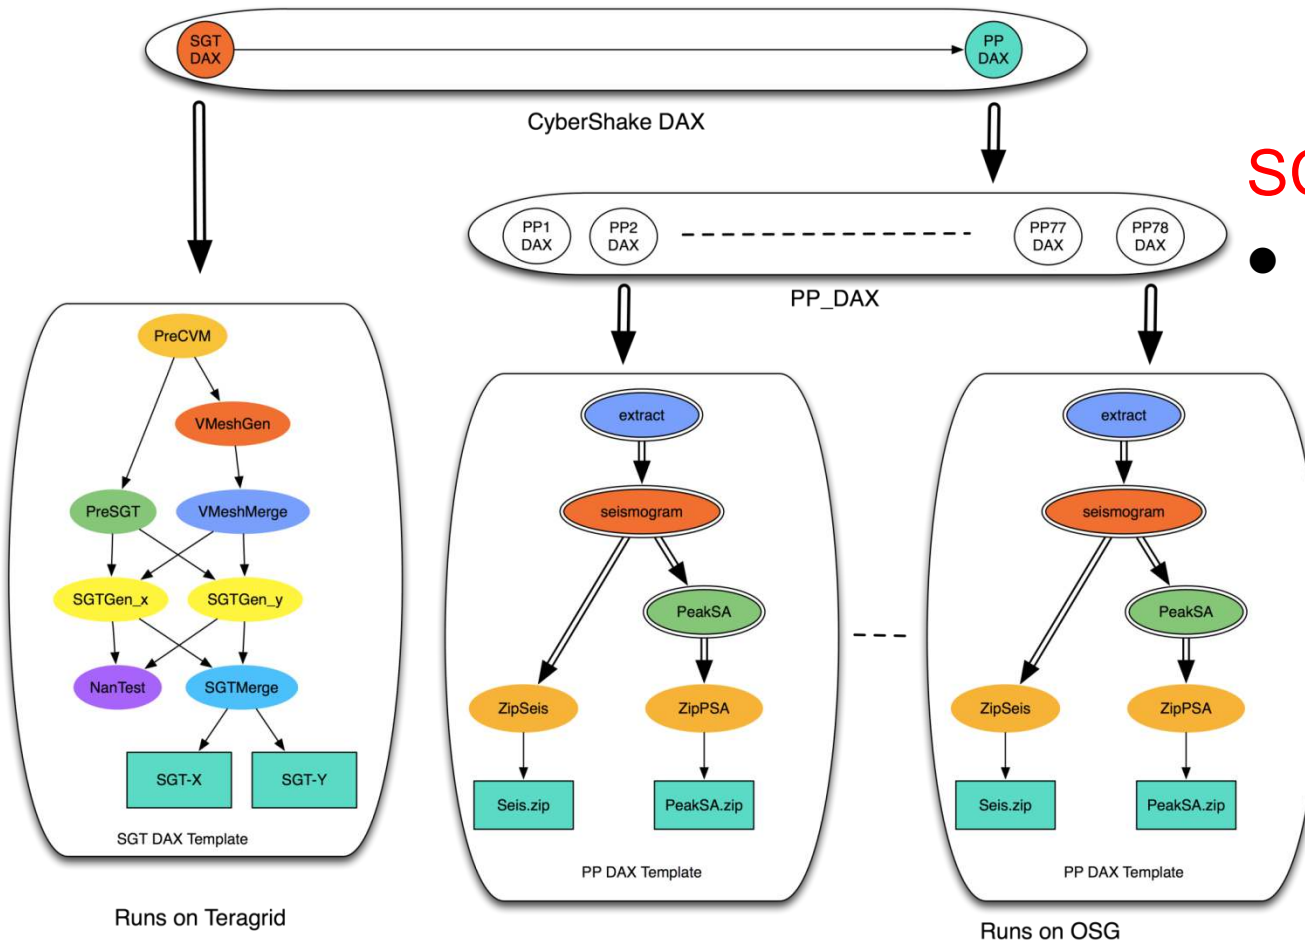 SGT
DAX
PP
DAX
CyberShake DAX
SC
•
PP1
DAX
PP2
DAX
PP77
DAX
PP78
DAX
PP_DAX
PreCVM
VMeshGen
PreSGT
VMeshMerge
SGTGen_x
SGTGen_y
NanTest
SGTMerge
SGT-X
SGT-Y
SGT DAX Template
Runs on Teragrid
extract
seismogram
PeakSA
ZipSeis
ZipPSA
Seis.zip
PeakSA.zip
PP DAX Template
extract
seismogram
PeakSA
ZipSeis
ZipPSA
Seis.zip
PeakSA.zip
PP DAX Template
Runs on OSG